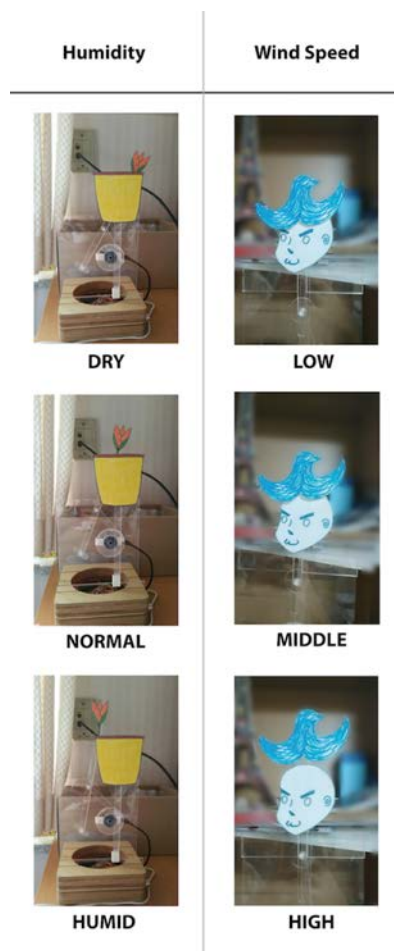 Humidity
Wind Speed
DRY
LOW
NORMAL
MIDDLE
HUMID
HIGH